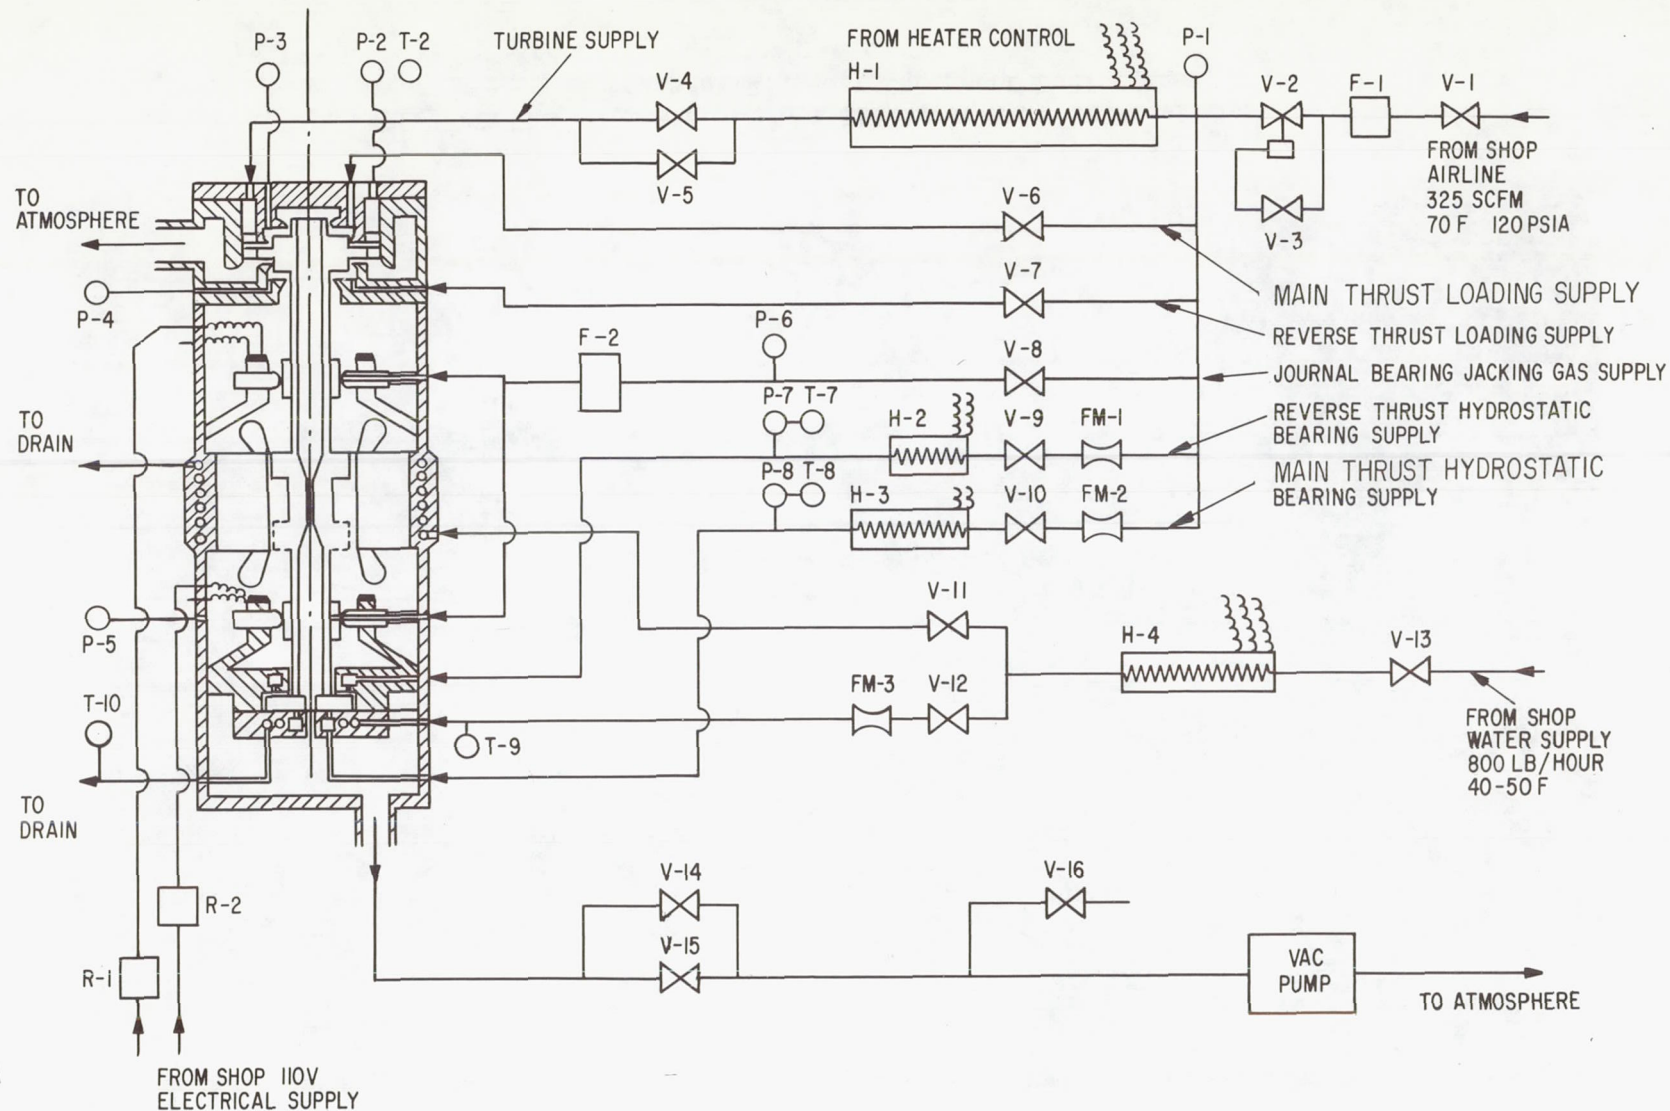 P-3
P-2
T-2
TURBINE SUPPLY
V-4
V-5
FROM HEATER CONTROL
H-1
P-1
V-2
F-1
V-1
V-3
FROM SHOP
AIRLINE
325 SCFM
70 F 120 PSIA
TO
ATMOSPHERE
V-6
V-7
MAIN THRUST LOADING SUPPLY
REVERSE THRUST LOADING SUPPLY
P-4
F-2
P-6
V-8
JOURNAL BEARING JACKING GAS SUPPLY
P-7
T-7
H-2
V-9
FM-1
REVERSE THRUST HYDROSTATIC
BEARING SUPPLY
TO
DRAIN
P-8
T-8
H-3
V-10
FM-2
MAIN THRUST HYDROSTATIC
BEARING SUPPLY
V-11
P-5
H-4
V-13
FM-3
V-12
T-10
T-9
FROM SHOP
WATER SUPPLY
800 LB/HOUR
40-50 F
TO
DRAIN
V-14
V-15
V-16
R-2
R-1
VAC
PUMP
TO ATMOSPHERE
FROM SHOP 110V
ELECTRICAL SUPPLY